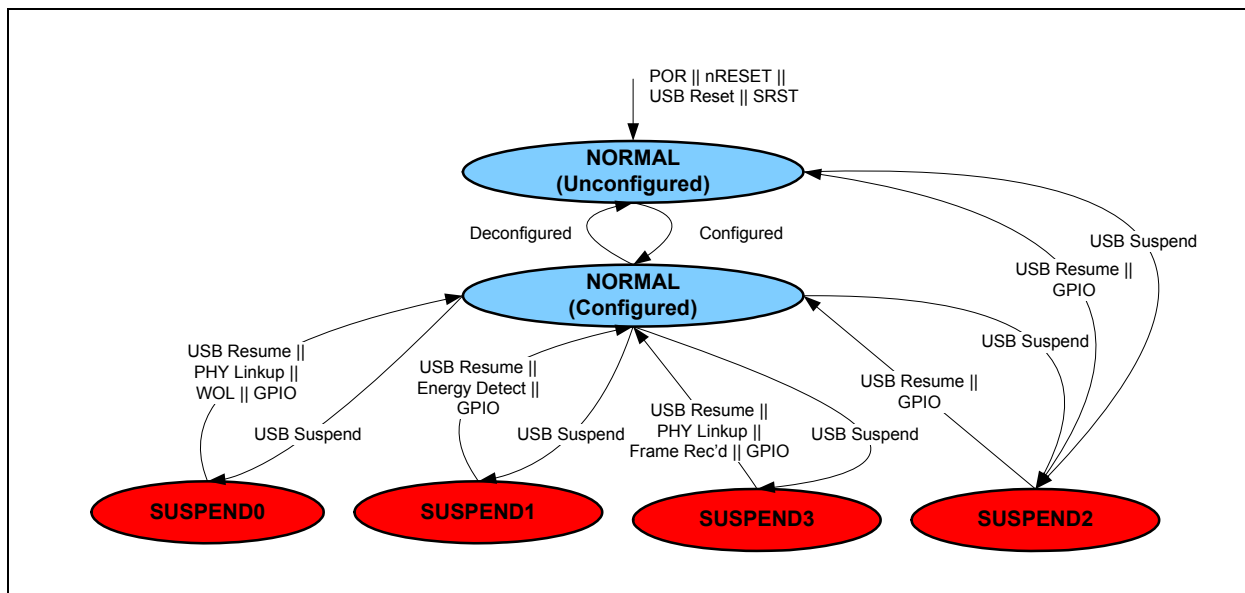 POR || nRESET ||
USB Reset || SRST
NORMAL
(Unconfigured)
Deconfigured
Configured
USB Suspend
USB Resume ||
GPIO
NORMAL
(Configured)
USB Suspend
USB Resume ||
PHY Linkup ||
WOL || GPIO
USB Suspend
USB Resume ||
Energy Detect ||
GPIO
USB Suspend
USB Resume ||
PHY Linkup ||
Frame Rec'd || GPIO
USB Suspend
USB Resume ||
GPIO
SUSPEND0
SUSPEND1
SUSPEND3
SUSPEND2